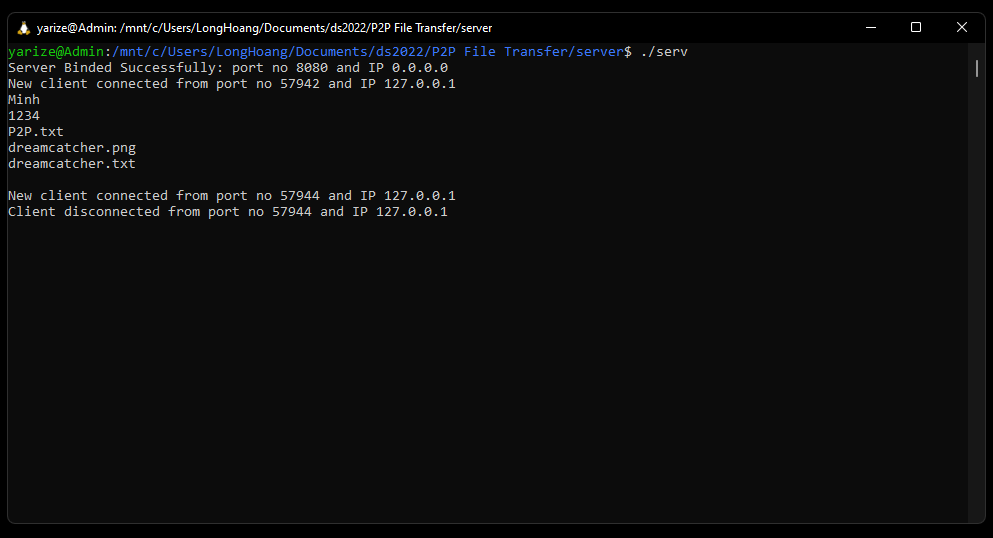 yarize@Admin: /mnt/c/Users/LongHoang/Documents/ds2022/P2P File Transfer/server
yarize@Admin:/mnt/c/Users/LongHoang/Documents/ds2022/P2P File Transfer/server$ ./serv
Server Binded Successfully: port no 8080 and IP 0.0.0.0
New client connected from port no 57942 and IP 127.0.0.1
Minh
1234
P2P.txt
dreamcatcher.png
dreamcatcher.txt
New client connected from port no 57944 and IP 127.0.0.1
Client disconnected from port no 57944 and IP 127.0.0.1